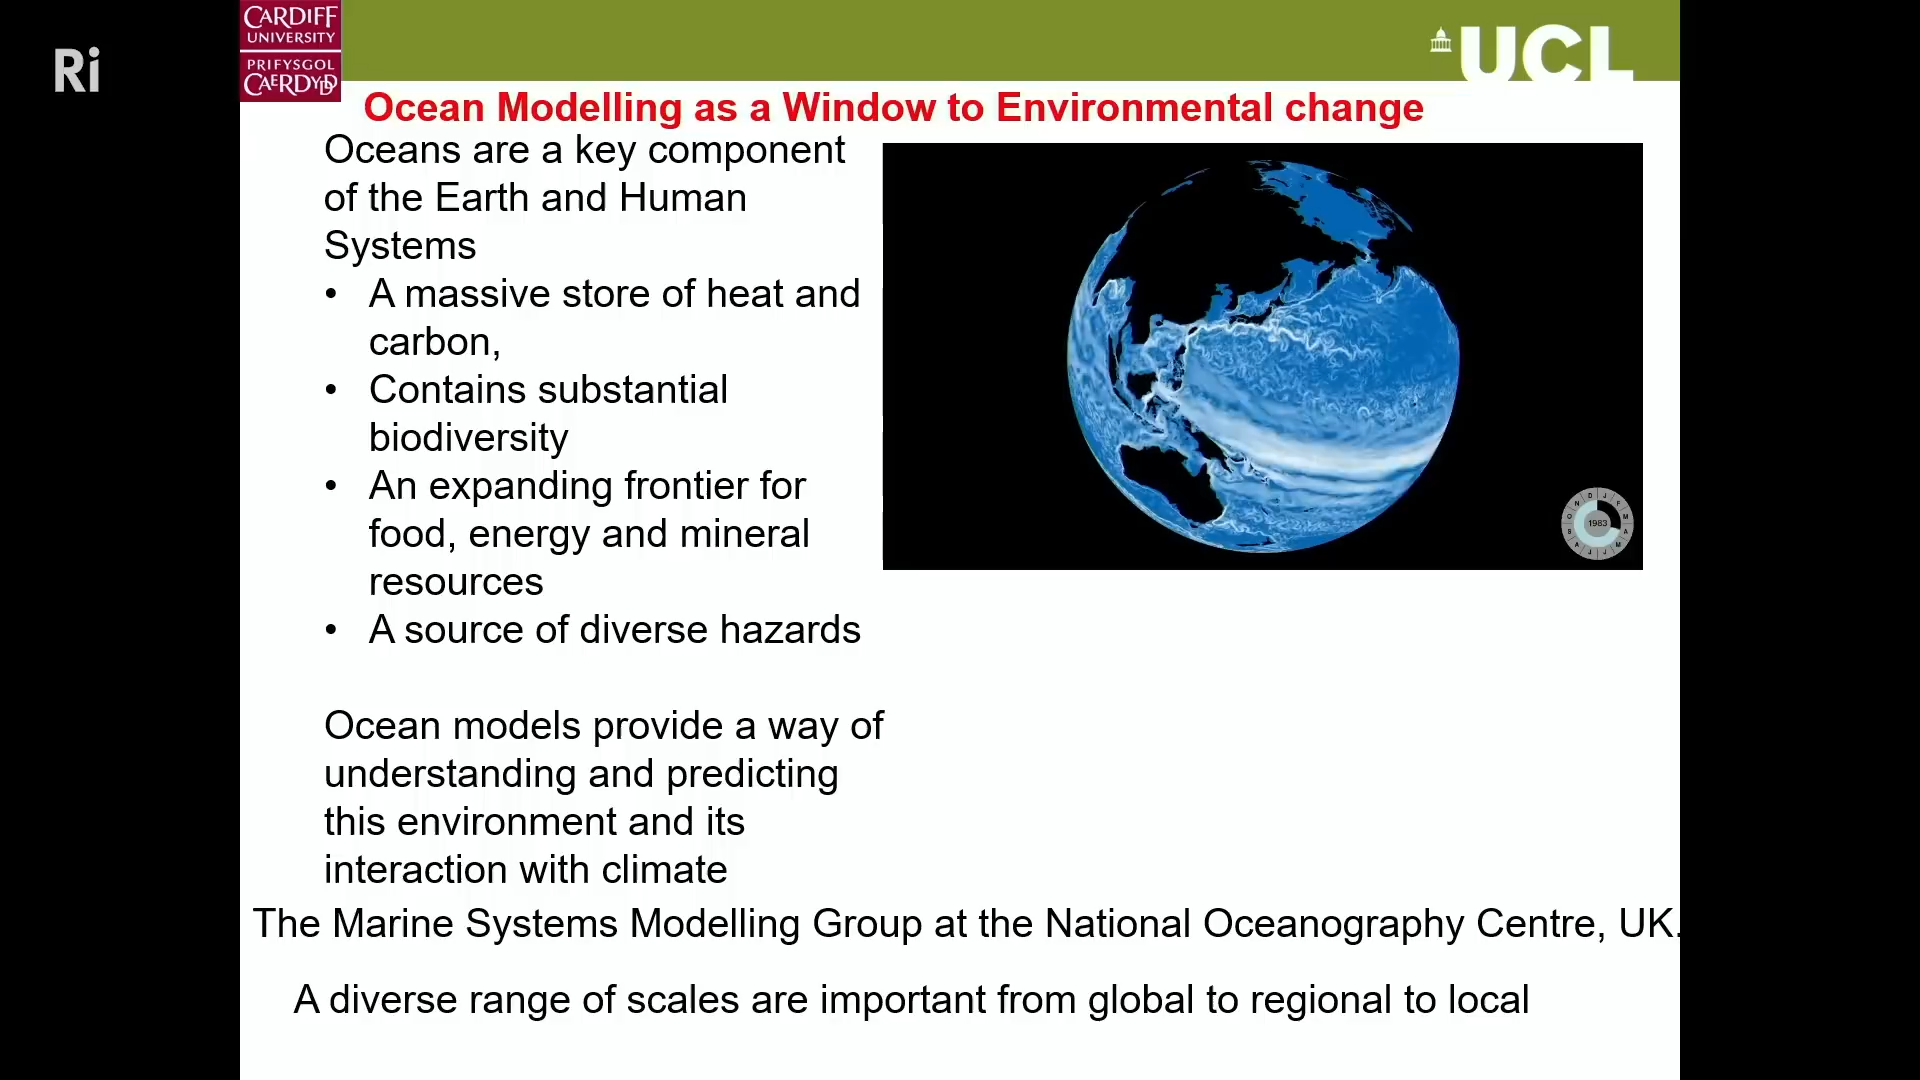 Ri
CARDIFF
UNIVERSITY
PRIFYSGOL
CAERDYDD
UCL
Ocean Modelling as a Window to Environmental change
Oceans are a key component
of the Earth and Human
Systems
• A massive store of heat and
carbon,
• Contains substantial
biodiversity
• An expanding frontier for
food, energy and mineral
resources
• A source of diverse hazards
1983
Ocean models provide a way of
understanding and predicting
this environment and its
interaction with climate
The Marine Systems Modelling Group at the National Oceanography Centre, UK.
A diverse range of scales are important from global to regional to local